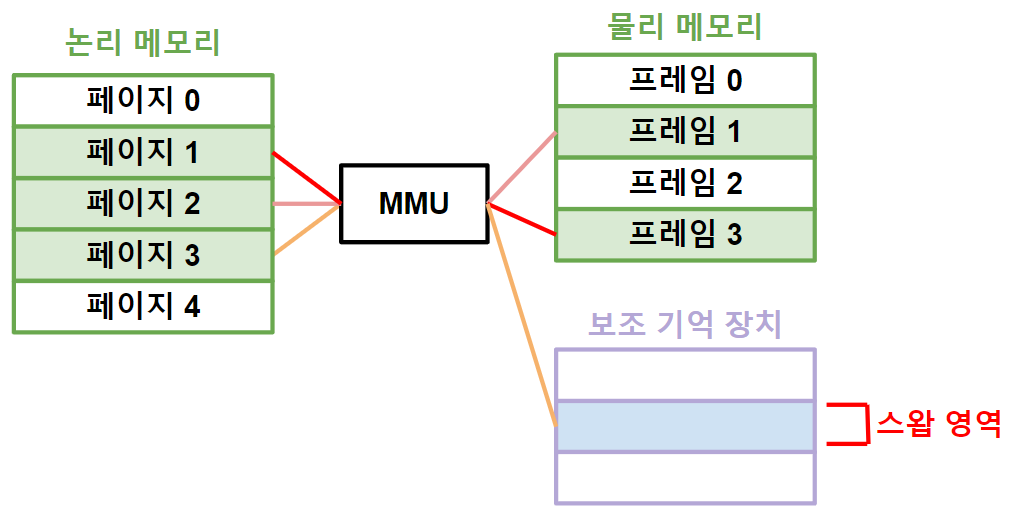 논리 메모리
페이지 0
페이지 1
페이지 2
페이지 3
페이지 4
MMU
물리 메모리
프레임 0
프레임 1
프레임 2
프레임 3
보조 기억 장치
스왑 영역